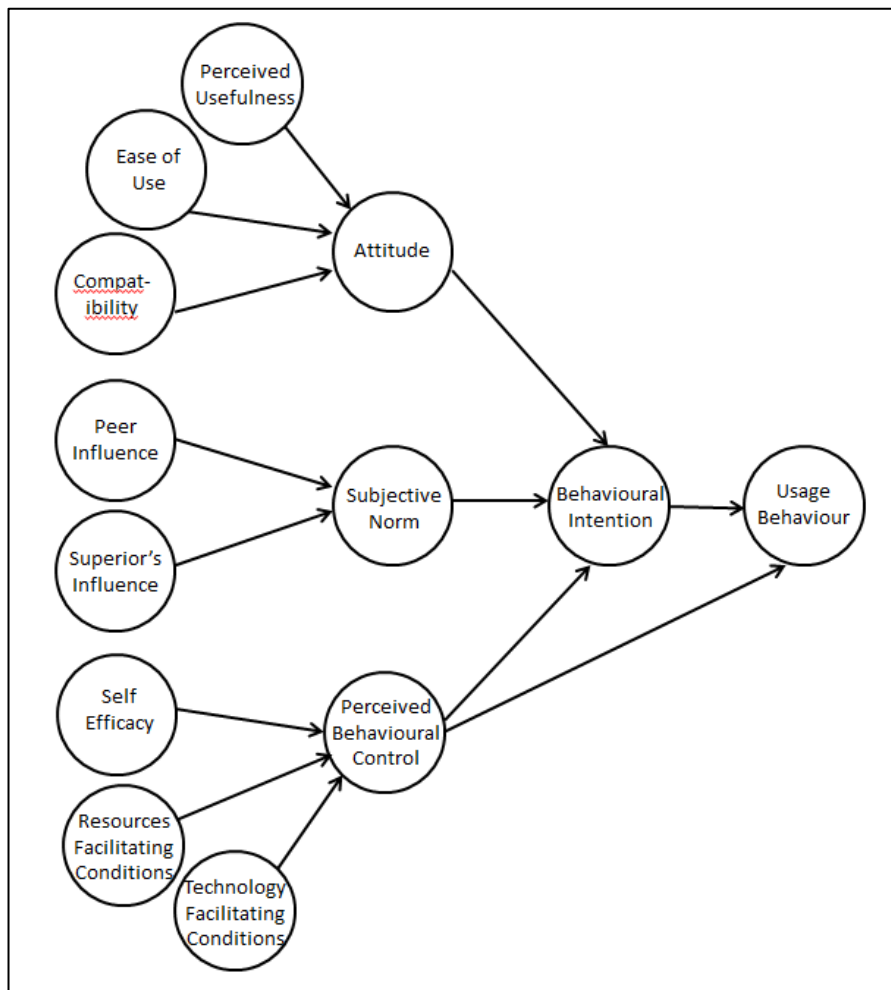 Perceived
Usefulness
Ease of
Use
Attitude
Compat-
ibility
Peer
Influence
Subjective
Norm
Behavioural
Intention
Usage
Behaviour
Superior's
Influence
Self
Efficacy
Perceived
Behavioural
Control
Resources
Facilitating
Conditions
Technology
Facilitating
Conditions